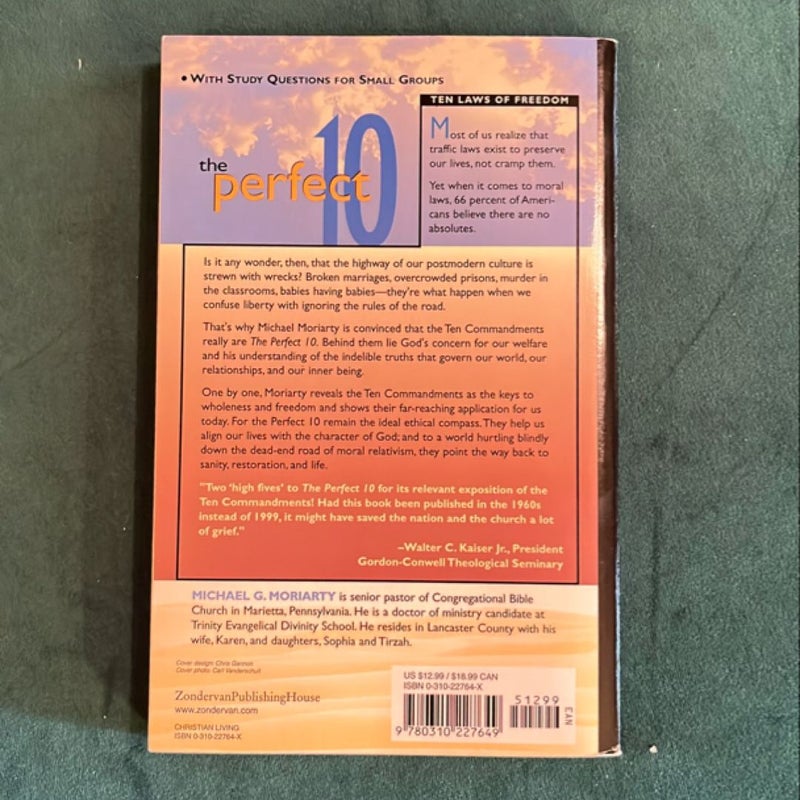 • WITH STUDY QUESTIONS FOR SMALL GROUPS
TEN LAWS OF FREEDOM
the perfect 10
Most of us realize that
traffic laws exist to preserve
our lives, not cramp them.
Yet when it comes to moral
laws, 66 percent of Ameri-
cans believe there are no
absolutes.
Is it any wonder, then, that the highway of our postmodern culture is
strewn with wrecks? Broken marriages, overcrowded prisons, murder in
the classrooms, babies having babies—they're what happen when we
confuse liberty with ignoring the rules of the road.
That's why Michael Moriarty is convinced that the Ten Commandments
really are The Perfect 10. Behind them lie God's concern for our welfare
and his understanding of the indelible truths that govern our world, our
relationships, and our inner being.
One by one, Moriarty reveals the Ten Commandments as the keys to
wholeness and freedom and shows their far-reaching application for us
today. For the Perfect 10 remain the ideal ethical compass. They help us
align our lives with the character of God; and to a world hurtling blindly
down the dead-end road of moral relativism, they point the way back to
sanity, restoration, and life.
"Two 'high fives' to The Perfect 10 for its relevant exposition of the
Ten Commandments! Had this book been published in the 1960s
instead of 1999, it might have saved the nation and the church a lot
of grief."
–Walter C. Kaiser Jr., President
Gordon-Conwell Theological Seminary
MICHAEL G. MORIARTY is senior pastor of Congregational Bible
Church in Marietta, Pennsylvania. He is a doctor of ministry candidate at
Trinity Evangelical Divinity School. He resides in Lancaster County with his
wife, Karen, and daughters, Sophia and Tirzah.
Cover design: Chris Gannon
Cover photo: Carl Vanderschuit
ZondervanPublishingHouse
www.zondervan.com
CHRISTIAN LIVING
ISBN 0-310-22764-X
US $12.99 / $18.99 CAN
ISBN 0-310-22764-X
51299
EAN
9 780310 227649